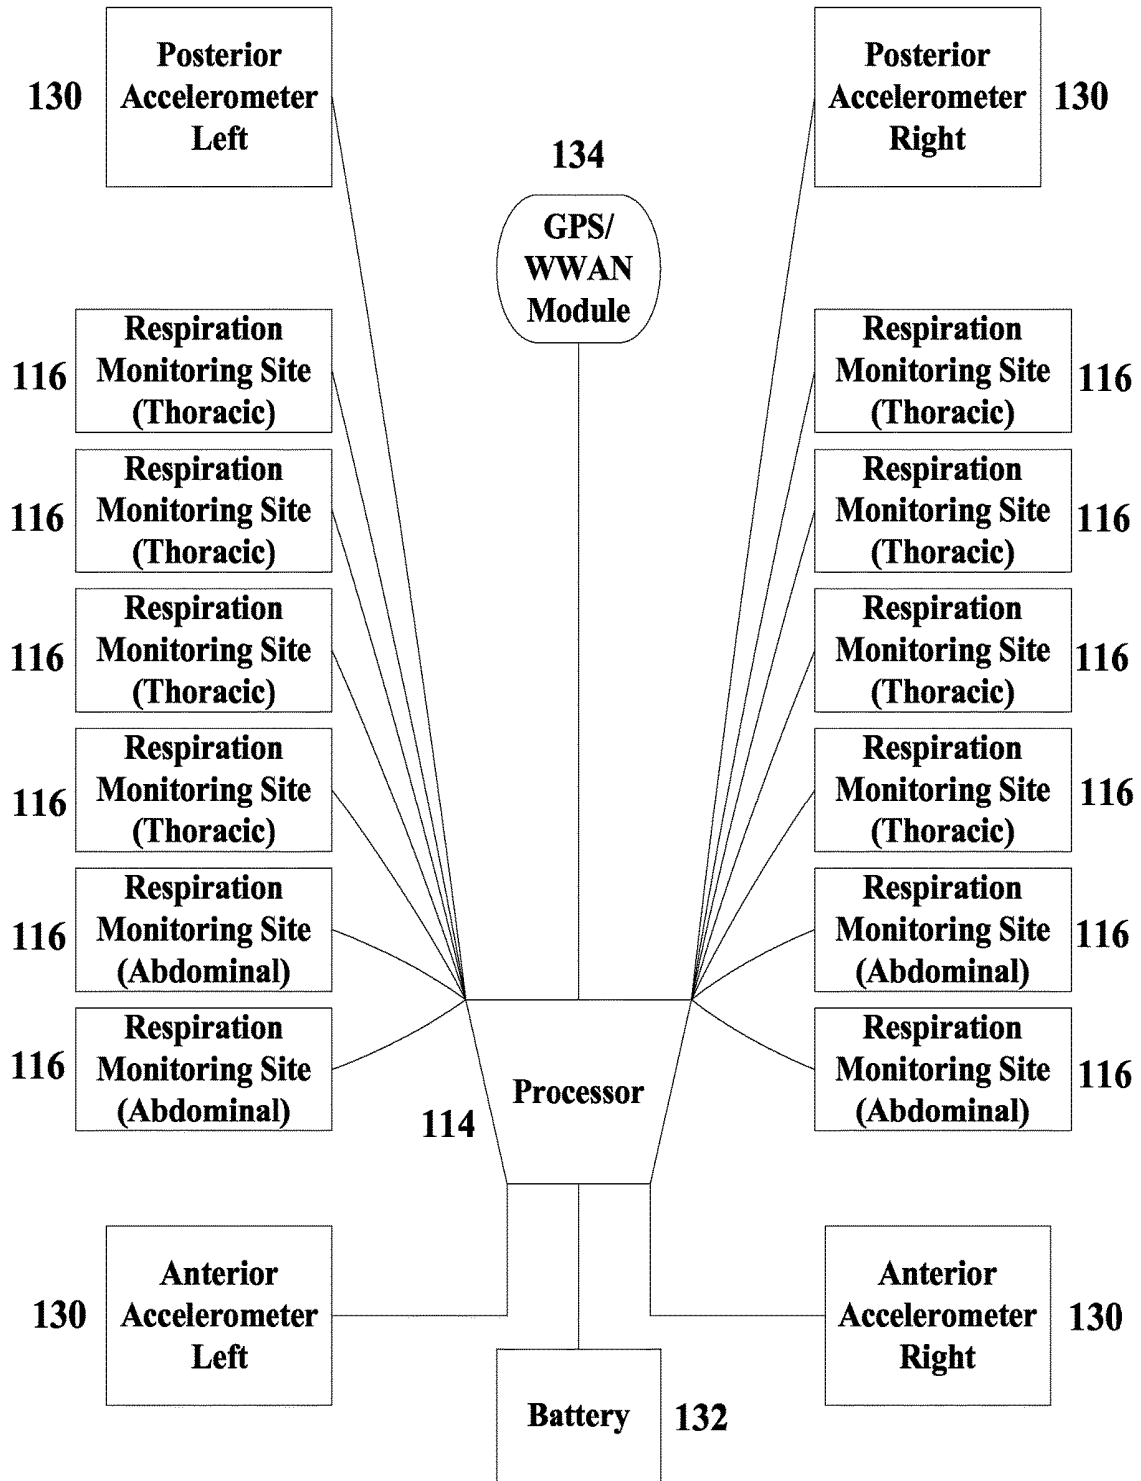 Posterior
Accelerometer
Left
130
Posterior
Accelerometer
Right
130
134
GPS/
WWAN
Module
116
Respiration
Monitoring Site
(Thoracic)
Respiration
Monitoring Site
(Thoracic)
116
116
Respiration
Monitoring Site
(Thoracic)
Respiration
Monitoring Site
(Thoracic)
116
116
Respiration
Monitoring Site
(Thoracic)
Respiration
Monitoring Site
(Thoracic)
116
116
Respiration
Monitoring Site
(Thoracic)
Respiration
Monitoring Site
(Thoracic)
116
116
Respiration
Monitoring Site
(Abdominal)
Respiration
Monitoring Site
(Abdominal)
116
116
Respiration
Monitoring Site
(Abdominal)
Respiration
Monitoring Site
(Abdominal)
116
Processor
114
130
Anterior
Accelerometer
Left
Anterior
Accelerometer
Right
130
Battery
132